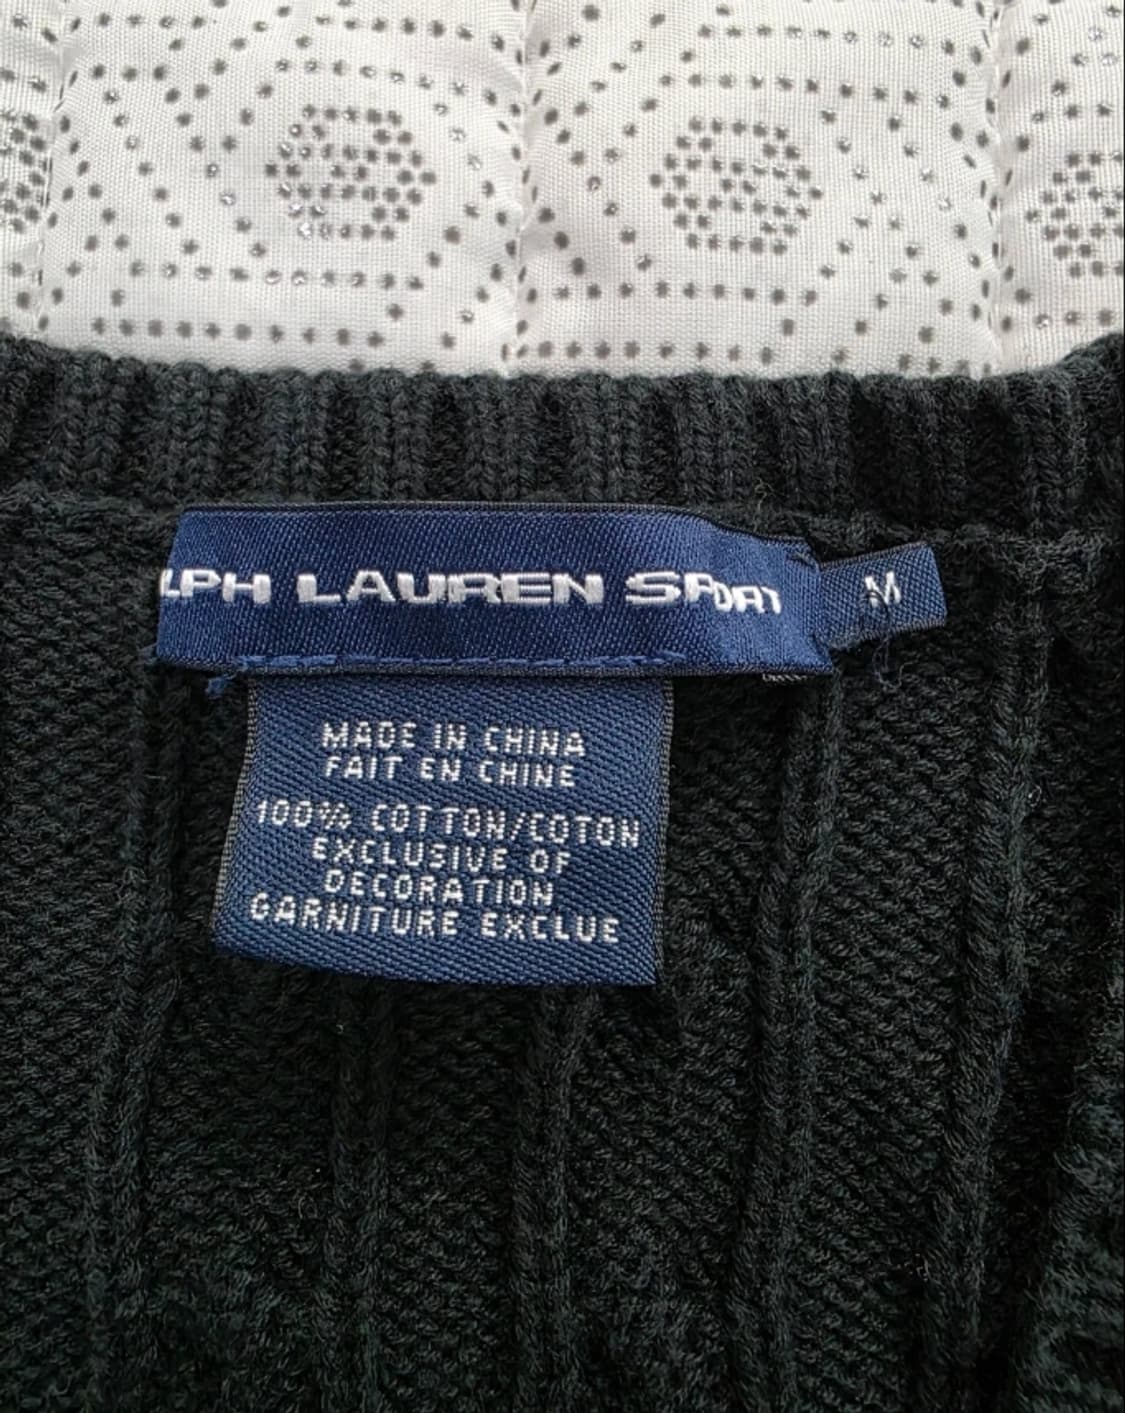 LPH LAUREN SPORT
M
MADE IN CHINA
FAIT EN CHINE
100% COTTON/COTON
EXCLUSIVE OF
DECORATION
GARNITURE EXCLUE